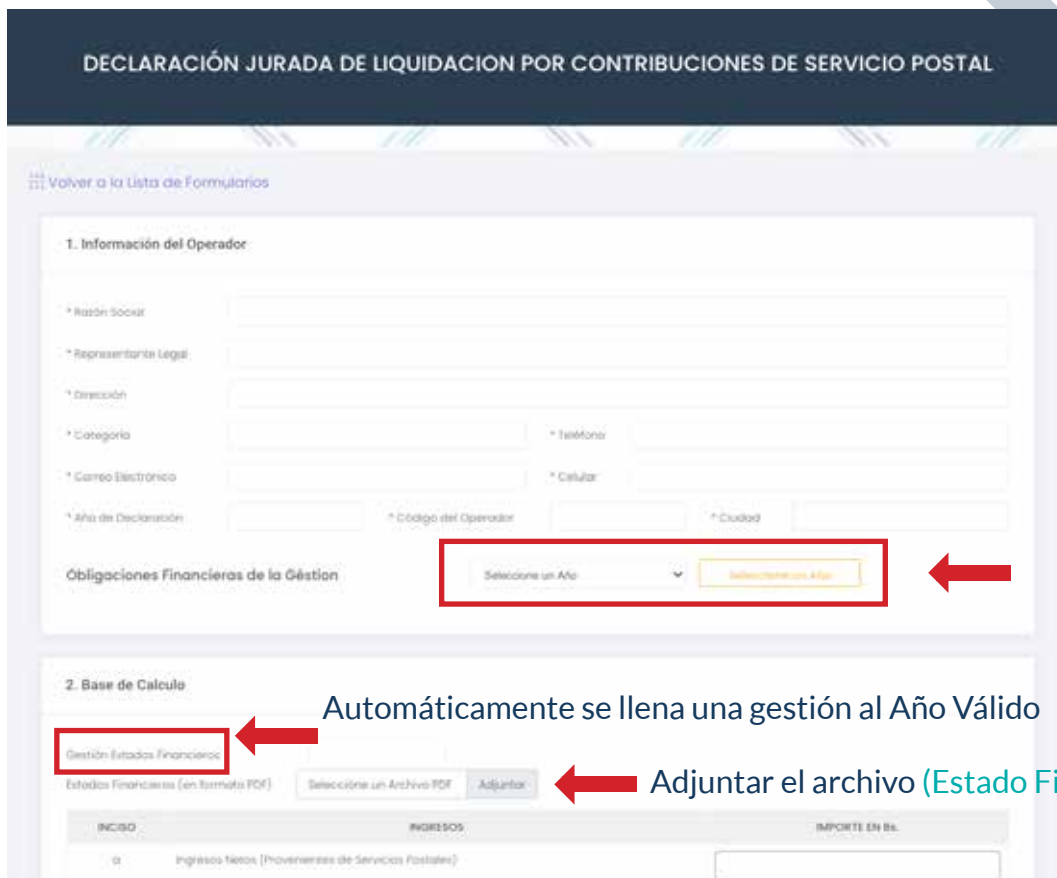 DECLARACIÓN JURADA DE LIQUIDACION POR CONTRIBUCIONES DE SERVICIO POSTAL
Volver a la Lista de Formularios
1. Información del Operador
* Razón Social
* Representante Legal
* Dirección
* Categoría * Teléfono
* Correo Electrónico * Celular
* Año de Declaración * Código del Operador * Ciudad
Obligaciones Financieras de la Géstion Seleccione un Año Seleccione un Año
2. Base de Calculo
Automáticamente se llena una gestión al Año Válido
Gestión Estados Financieros
Estados Financieros (en formato PDF) Seleccione un Archivo PDF Adjuntar Adjuntar el archivo (Estado Fi
INCISO INGRESOS IMPORTE EN Bs.
a Ingresos Netos (Provenientes de Servicios Postales)